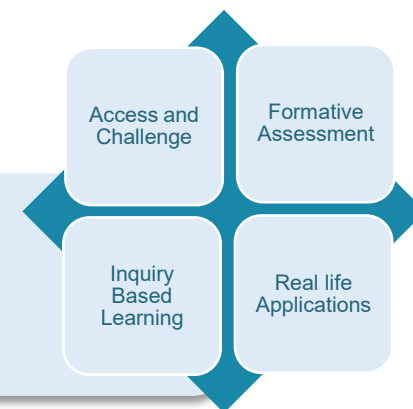 Access and
Challenge
Formative
Assessment
Inquiry
Based
Learning
Real life
Applications